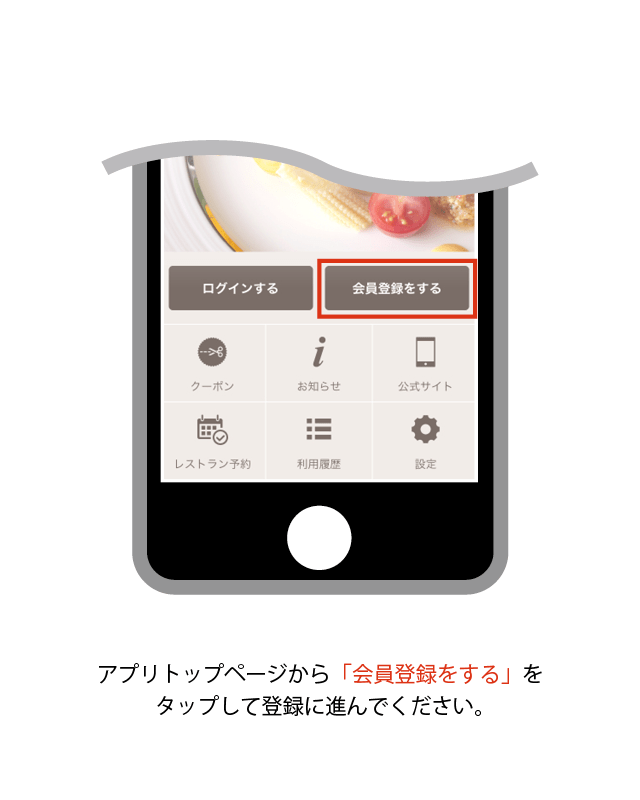 ログインする
会員登録をする
クーポン
お知らせ
公式サイト
レストラン予約
利用履歴
設定
アプリトップページから「会員登録をする」を
タップして登録に進んでください。